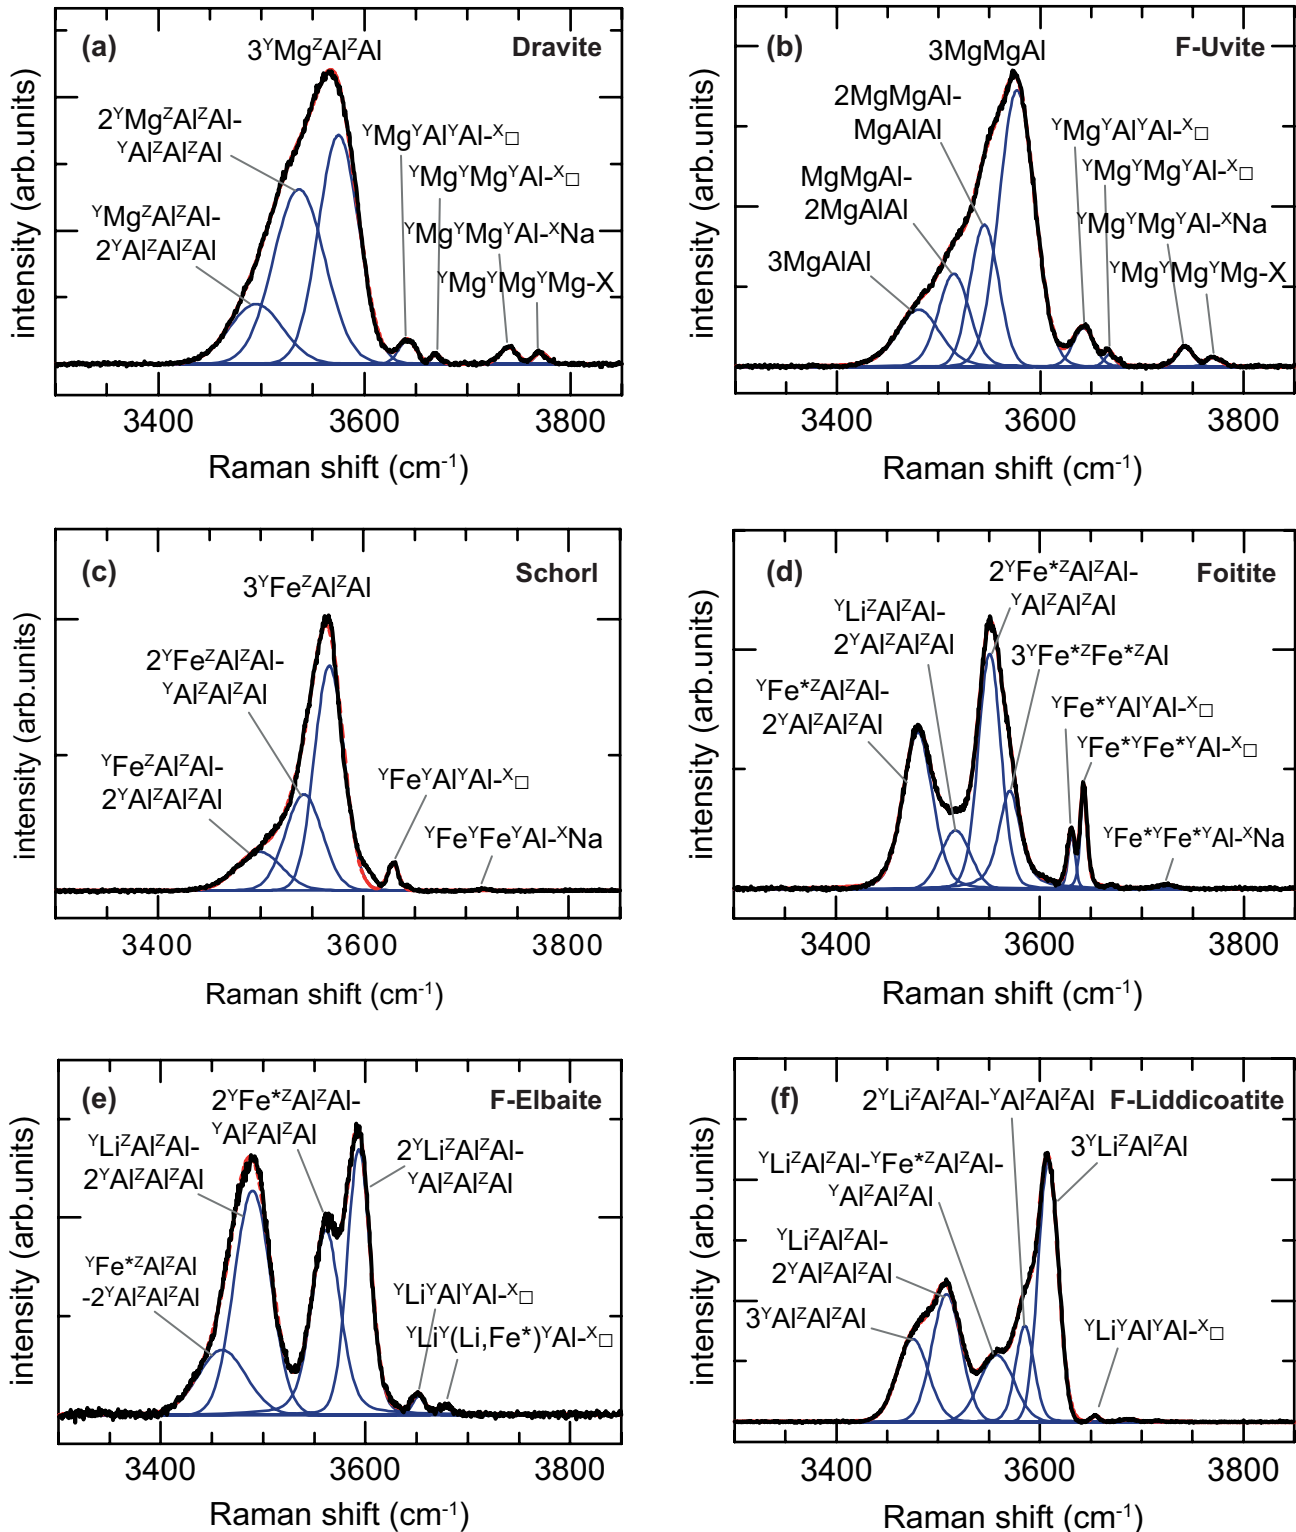 (a) Dravite
3ʸMgᶻAlᶻAl
2ʸMgᶻAlᶻAl-
ʸAlᶻAlᶻAl
ʸMgᶻAlᶻAl-
2ʸAlᶻAlᶻAl
ʸMgʸAlʸAl-ˣ□
ʸMgʸMgʸAl-ˣ□
ʸMgʸMgʸAl-ˣNa
ʸMgʸMgʸMg-X
intensity (arb.units)
3400 3600 3800
Raman shift (cm⁻¹)
(b) F-Uvite
3MgMgAl
2MgMgAl-
MgAlAl
MgMgAl-
2MgAlAl
3MgAlAl
ʸMgʸAlʸAl-ˣ□
ʸMgʸMgʸAl-ˣ□
ʸMgʸMgʸAl-ˣNa
ʸMgʸMgʸMg-X
intensity (arb.units)
3400 3600 3800
Raman shift (cm⁻¹)
(c) Schorl
3ʸFeᶻAlᶻAl
2ʸFeᶻAlᶻAl-
ʸAlᶻAlᶻAl
ʸFeᶻAlᶻAl-
2ʸAlᶻAlᶻAl
ʸFeʸAlʸAl-ˣ□
ʸFeʸFeʸAl-ˣNa
intensity (arb.units)
3400 3600 3800
Raman shift (cm⁻¹)
(d) Foitite
2ʸFe*ᶻAlᶻAl-
ʸAlᶻAlᶻAl
ʸLiᶻAlᶻAl-
2ʸAlᶻAlᶻAl
3ʸFe*ᶻFe*ᶻAl
ʸFe*ᶻAlᶻAl-
2ʸAlᶻAlᶻAl
ʸFe*ʸAlʸAl-ˣ□
ʸFe*ʸFe*ʸAl-ˣ□
ʸFe*ʸFe*ʸAl-ˣNa
intensity (arb.units)
3400 3600 3800
Raman shift (cm⁻¹)
(e) F-Elbaite
2ʸFe*ᶻAlᶻAl-
ʸAlᶻAlᶻAl
ʸLiᶻAlᶻAl-
2ʸAlᶻAlᶻAl
2ʸLiᶻAlᶻAl-
ʸAlᶻAlᶻAl
ʸFe*ᶻAlᶻAl
-2ʸAlᶻAlᶻAl
ʸLiʸAlʸAl-ˣ□
ʸLiʸ(Li,Fe*)ʸAl-ˣ□
intensity (arb.units)
3400 3600 3800
Raman shift (cm⁻¹)
(f) F-Liddicoatite
2ʸLiᶻAlᶻAl-ʸAlᶻAlᶻAl
3ʸLiᶻAlᶻAl
ʸLiᶻAlᶻAl-ʸFe*ᶻAlᶻAl-
ʸAlᶻAlᶻAl
ʸLiᶻAlᶻAl-
2ʸAlᶻAlᶻAl
3ʸAlᶻAlᶻAl
ʸLiʸAlʸAl-ˣ□
intensity (arb.units)
3400 3600 3800
Raman shift (cm⁻¹)